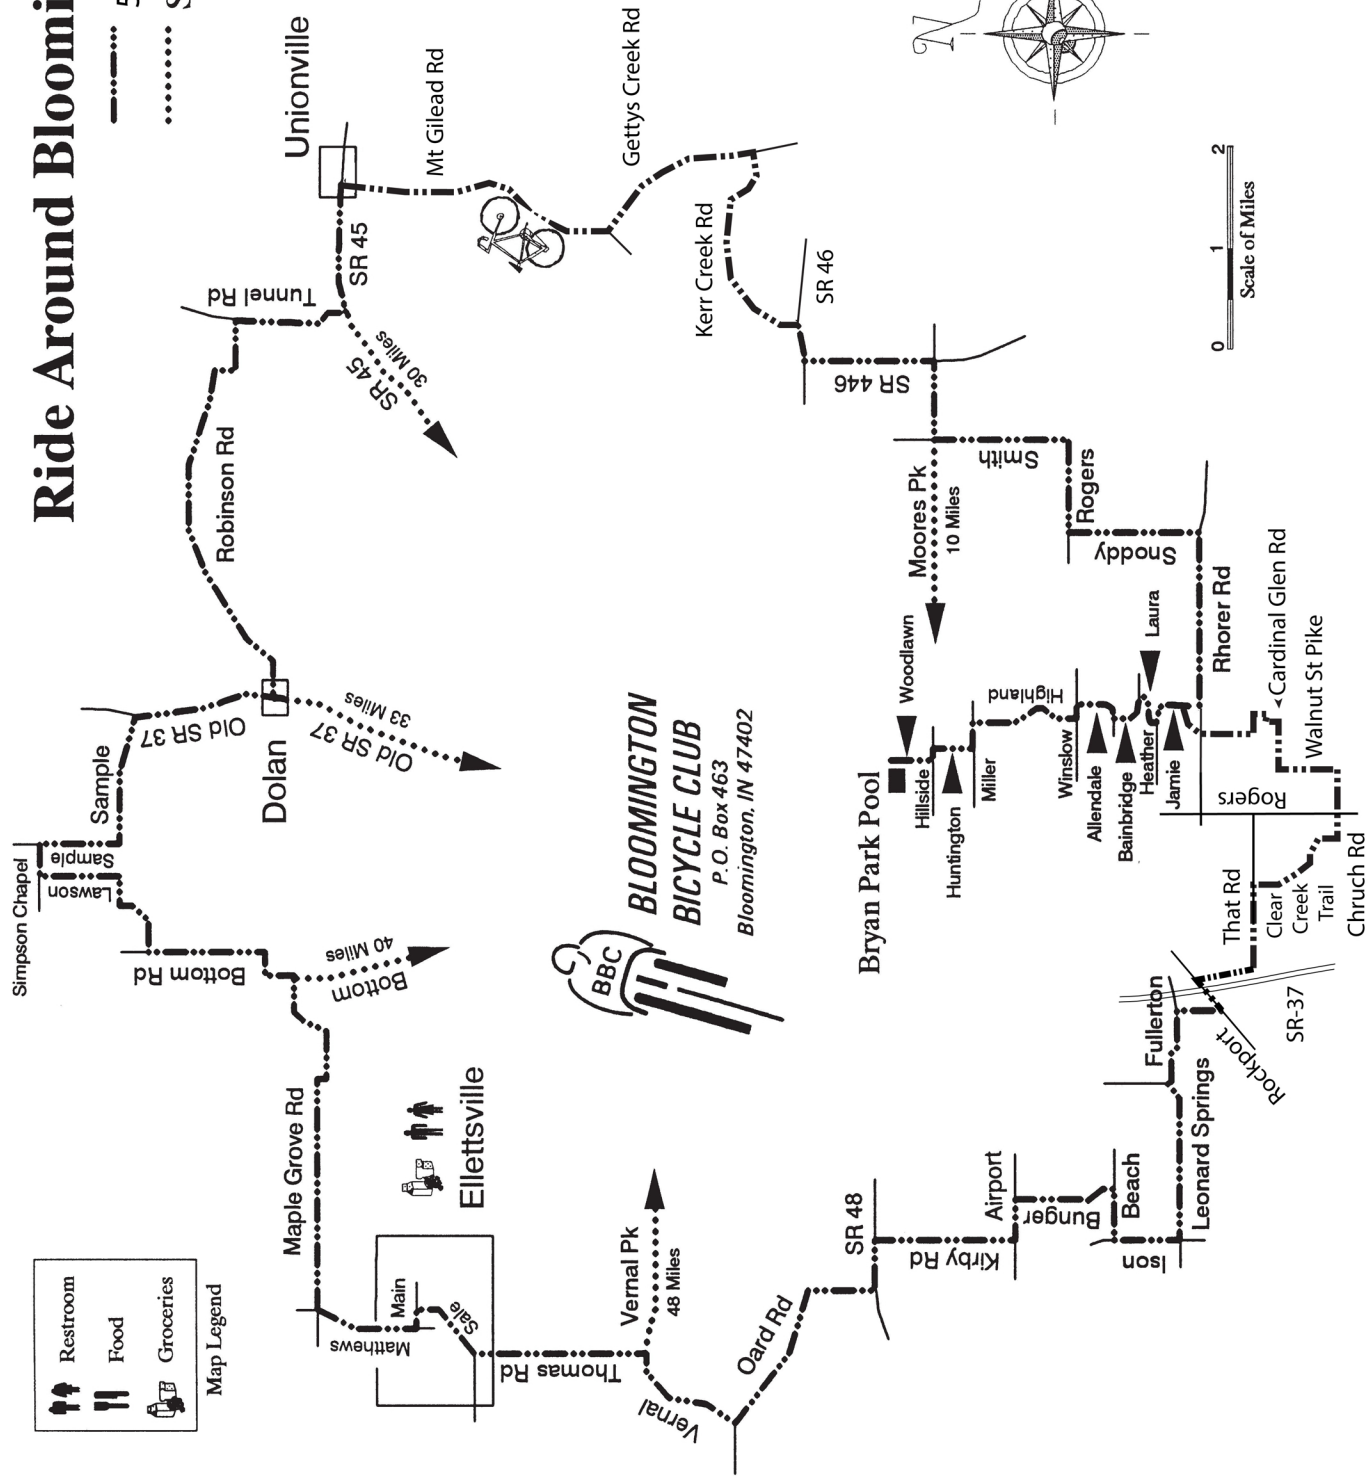 Ride Around Bloomi
5
S
N
Unionville
Mt Gilead Rd
Gettys Creek Rd
SR 45
Tunnel Rd
SR 45
30 Miles
Kerr Creek Rd
SR 46
SR 446
0 1 2
Scale of Miles
Robinson Rd
Smith
Rogers
Moores Pk
10 Miles
Snoddy
Rhorer Rd
Cardinal Glen Rd
Walnut St Pike
Laura
Woodlawn
Highland
Bryan Park Pool
Hillside
Huntington
Miller
Winslow
Allendale
Bainbridge
Heather
Jamie
Rogers
Old SR 37
Old SR 37
33 Miles
Dolan
Sample
Sample
Lawson
Simpson Chapel
Bottom Rd
Bottom
40 Miles
BLOOMINGTON
BICYCLE CLUB
P.O. Box 463
Bloomington, IN 47402
BBC
That Rd
Clear
Creek
Trail
Chruch Rd
SR-37
Rockport
Fullerton
Leonard Springs
Maple Grove Rd
Ellettsville
Airport
Bunger
Beach
Ison
Kirby Rd
SR 48
Oard Rd
Vernal Pk
48 Miles
Vernal
Thomas Rd
Sale
Main
Matthews
Restroom
Food
Groceries
Map Legend